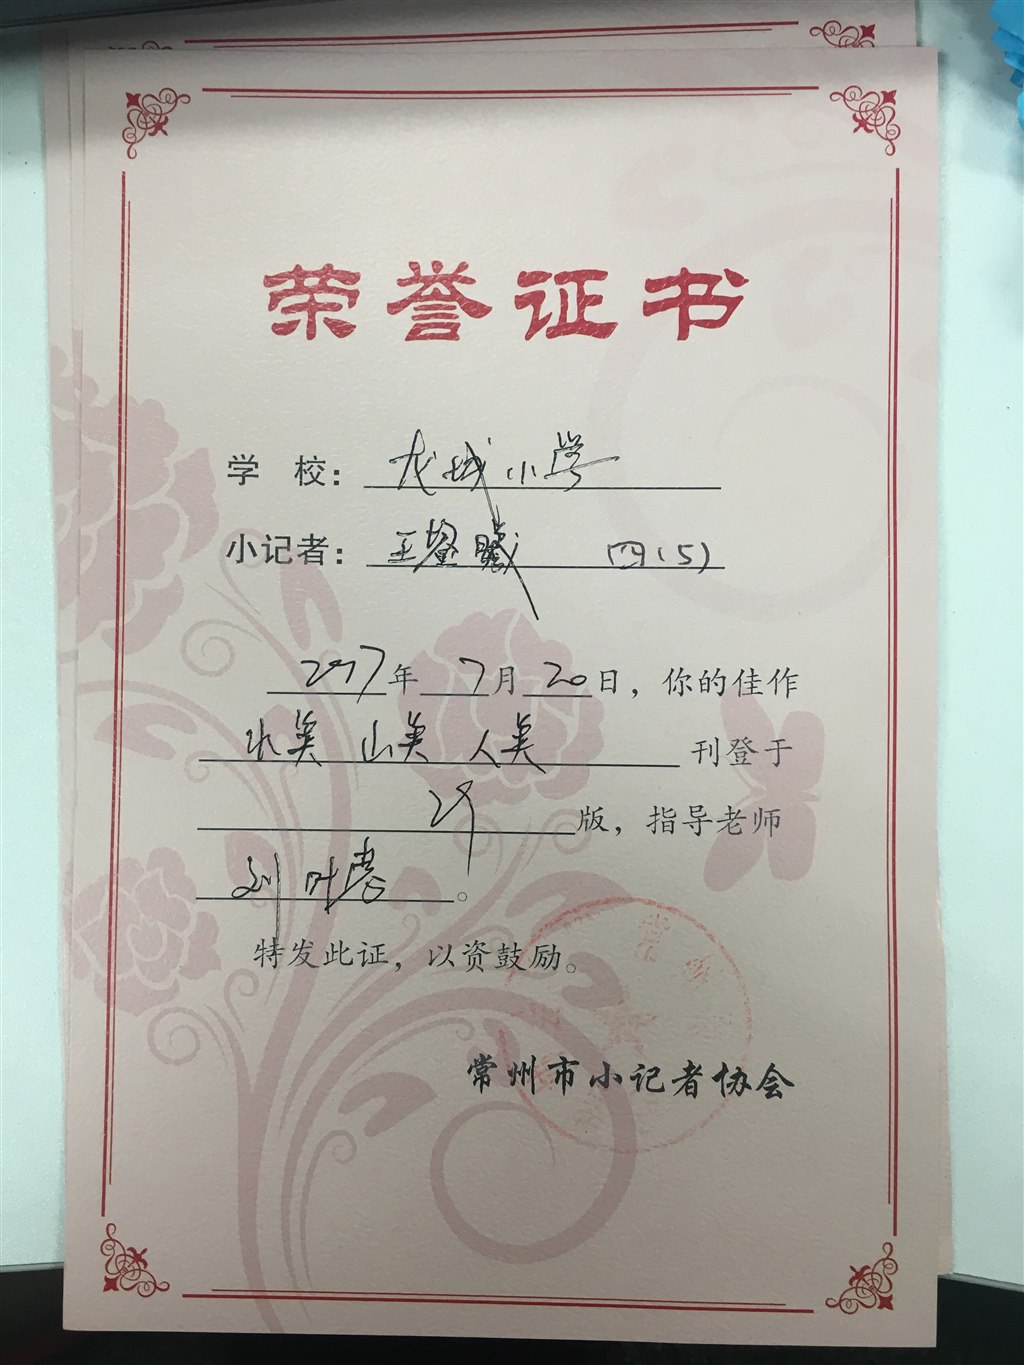 荣誉证书
学 校：龙城小学
小记者：王 曦 四(5)
2017年7月20日，你的佳作
水美 山美 人美 刊登于
版，指导老师
刘叶
。
特发此证，以资鼓励。
常州市小记者协会